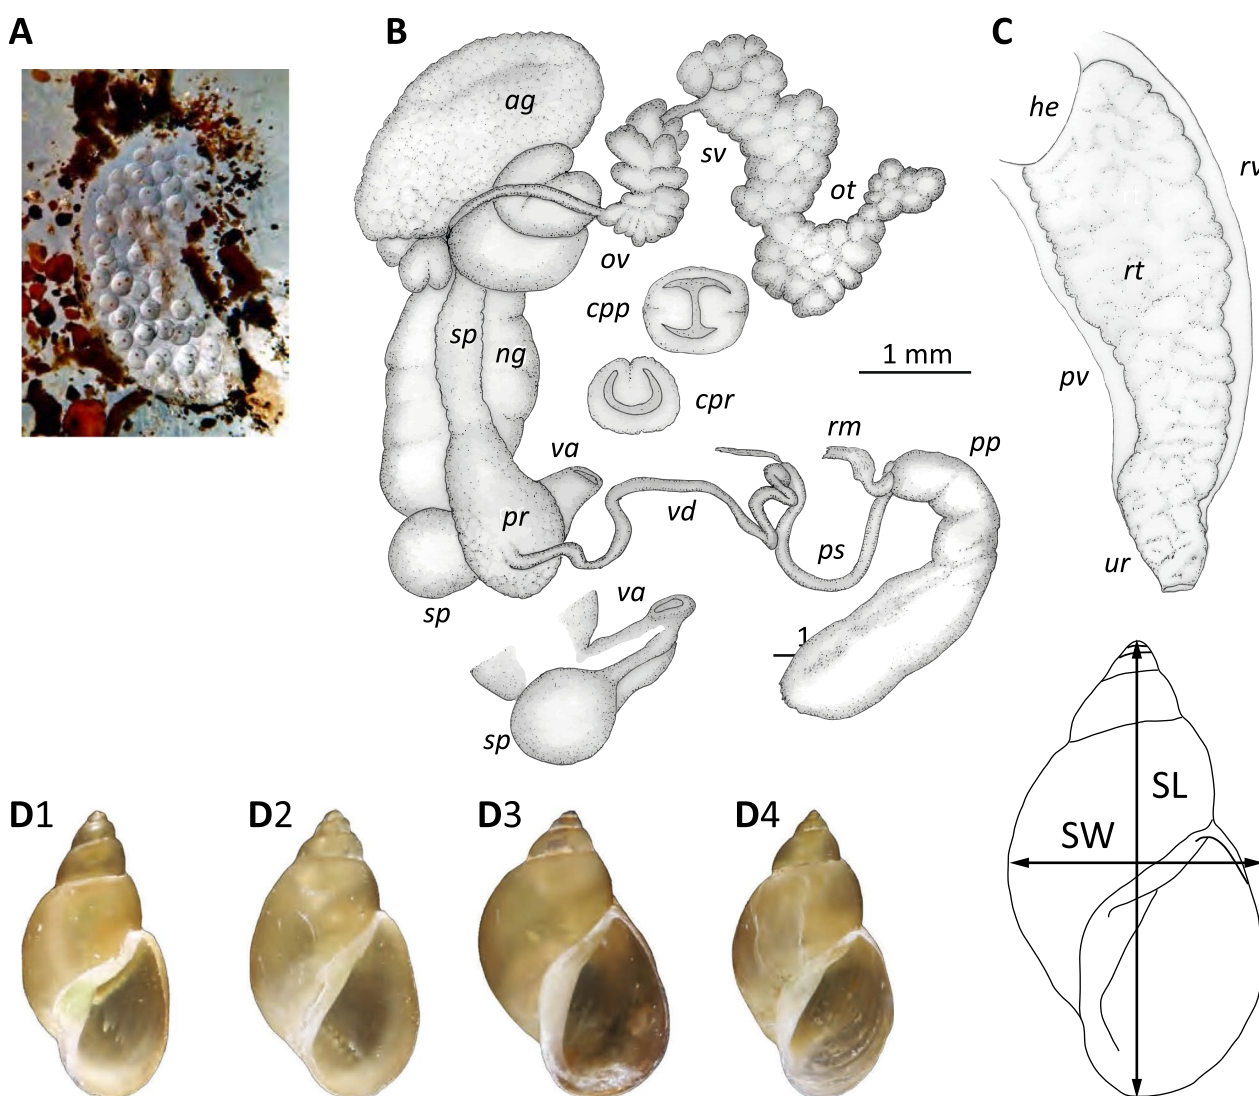 A
B
C
ag
he
rv
sv
ot
rt
rt
ov
cpp
sp
ng
1 mm
pv
cpr
va
rm
pp
pr
vd
ps
ur
sp
va
1
sp
D1
D2
D3
D4
SL
SW